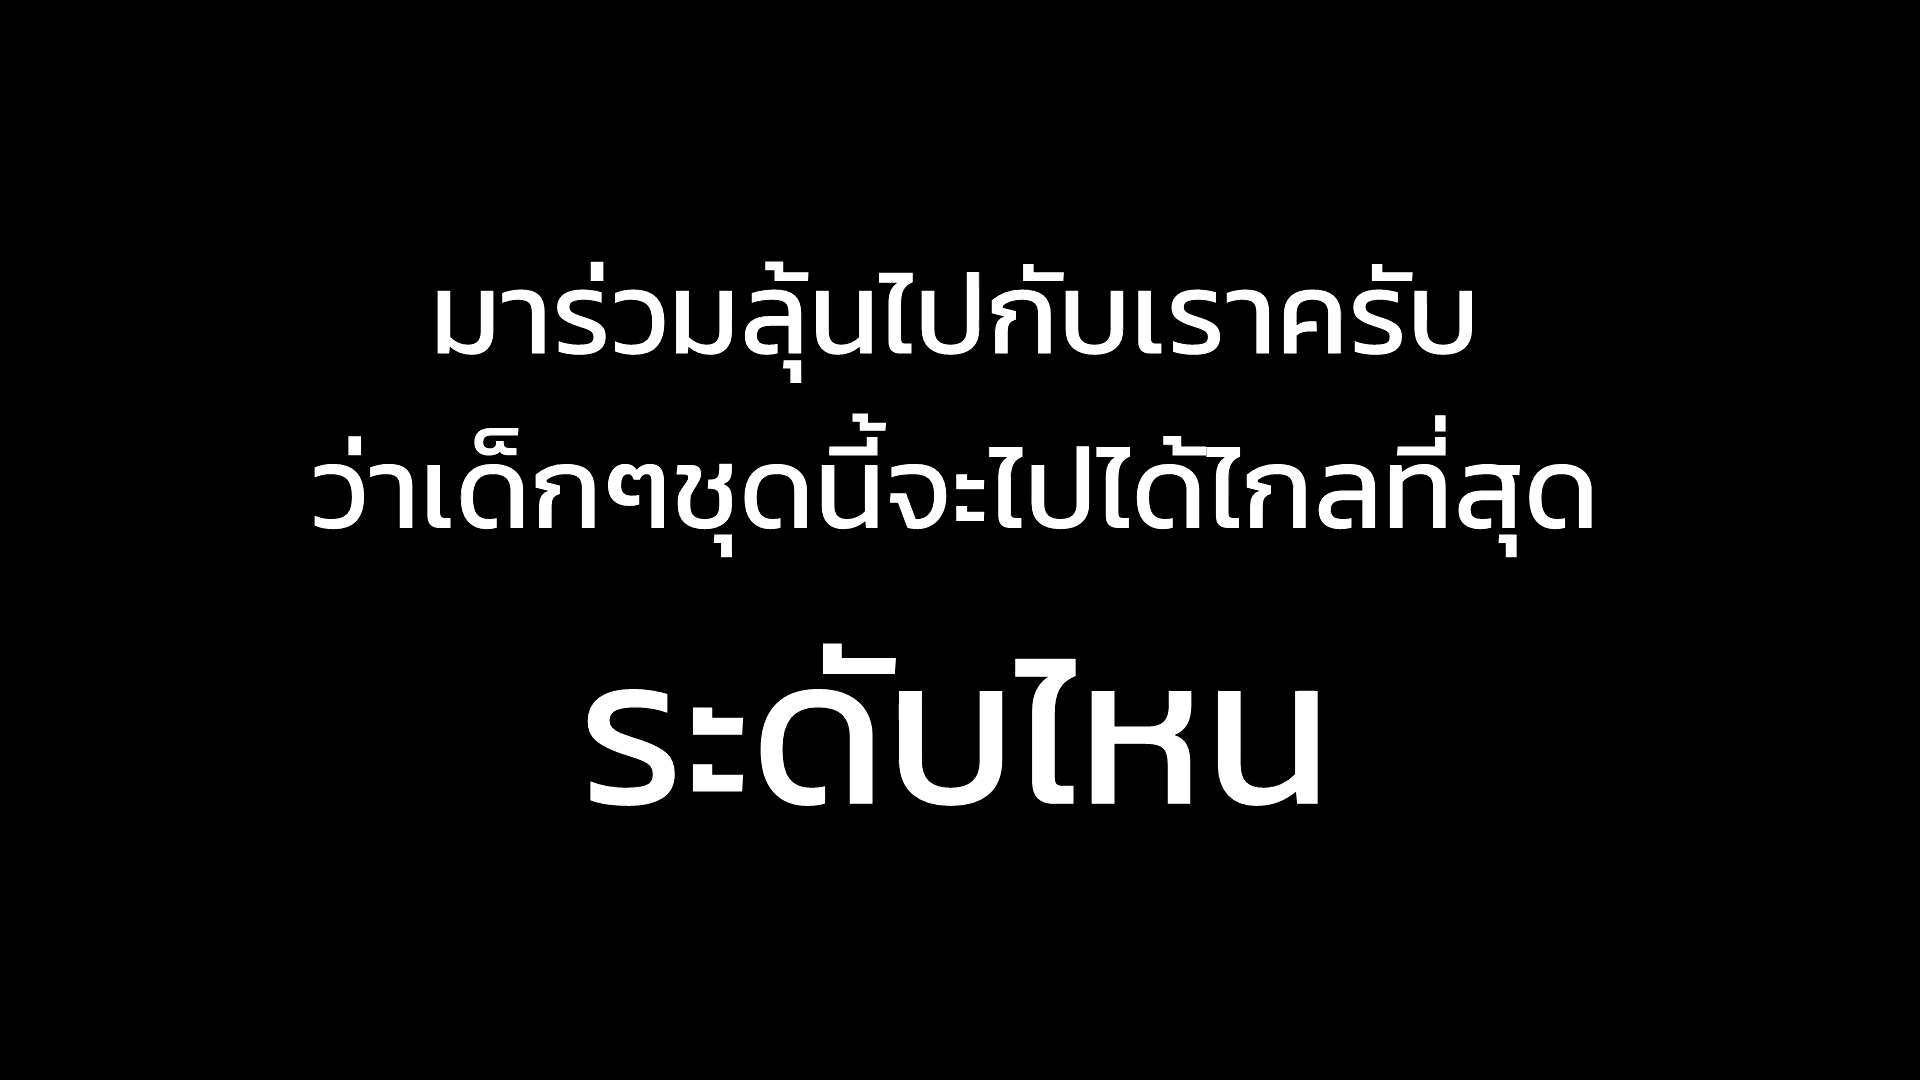 มาร่วมลุ้นไปกับเราครับ
ว่าเด็กๆชุดนี้จะไปได้ไกลที่สุด
ระดับไหน